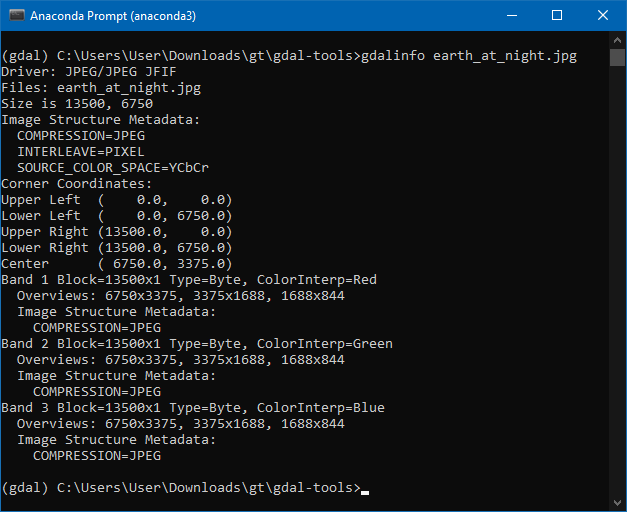 Anaconda Prompt (anaconda3)
(gdal) C:\Users\User\Downloads\gt\gdal-tools>gdalinfo earth_at_night.jpg
Driver: JPEG/JPEG JFIF
Files: earth_at_night.jpg
Size is 13500, 6750
Image Structure Metadata:
  COMPRESSION=JPEG
  INTERLEAVE=PIXEL
  SOURCE_COLOR_SPACE=YCbCr
Corner Coordinates:
Upper Left  (    0.0,    0.0)
Lower Left  (    0.0, 6750.0)
Upper Right (13500.0,    0.0)
Lower Right (13500.0, 6750.0)
Center      ( 6750.0, 3375.0)
Band 1 Block=13500x1 Type=Byte, ColorInterp=Red
  Overviews: 6750x3375, 3375x1688, 1688x844
  Image Structure Metadata:
    COMPRESSION=JPEG
Band 2 Block=13500x1 Type=Byte, ColorInterp=Green
  Overviews: 6750x3375, 3375x1688, 1688x844
  Image Structure Metadata:
    COMPRESSION=JPEG
Band 3 Block=13500x1 Type=Byte, ColorInterp=Blue
  Overviews: 6750x3375, 3375x1688, 1688x844
  Image Structure Metadata:
    COMPRESSION=JPEG
(gdal) C:\Users\User\Downloads\gt\gdal-tools>